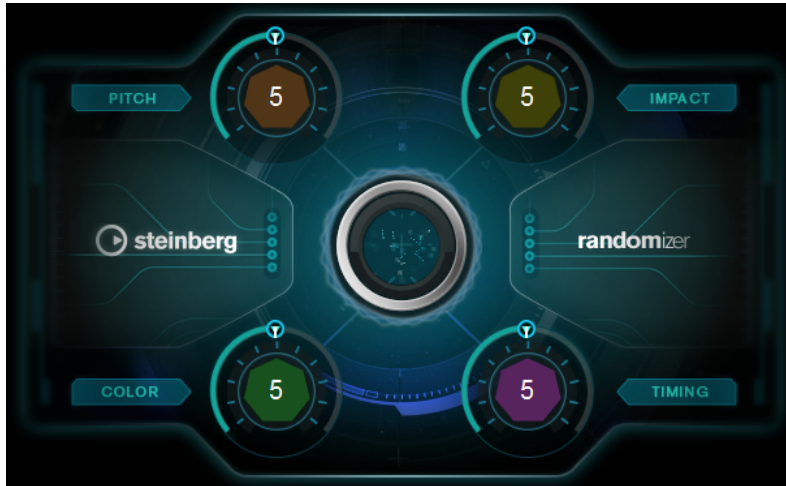 PITCH
5
5
IMPACT
steinberg
randomizer
COLOR
5
5
TIMING